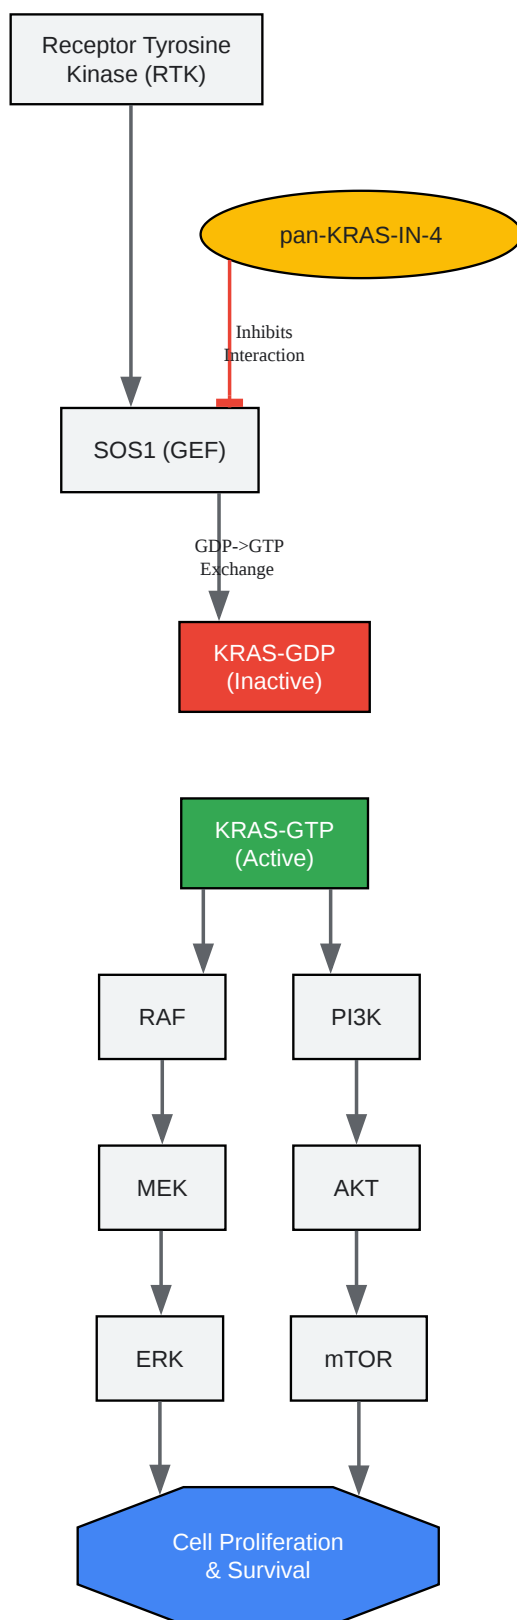 Receptor Tyrosine
Kinase (RTK)
pan-KRAS-IN-4
Inhibits
Interaction
SOS1 (GEF)
GDP->GTP
Exchange
KRAS-GDP
(Inactive)
KRAS-GTP
(Active)
RAF
PI3K
MEK
AKT
ERK
mTOR
Cell Proliferation
& Survival